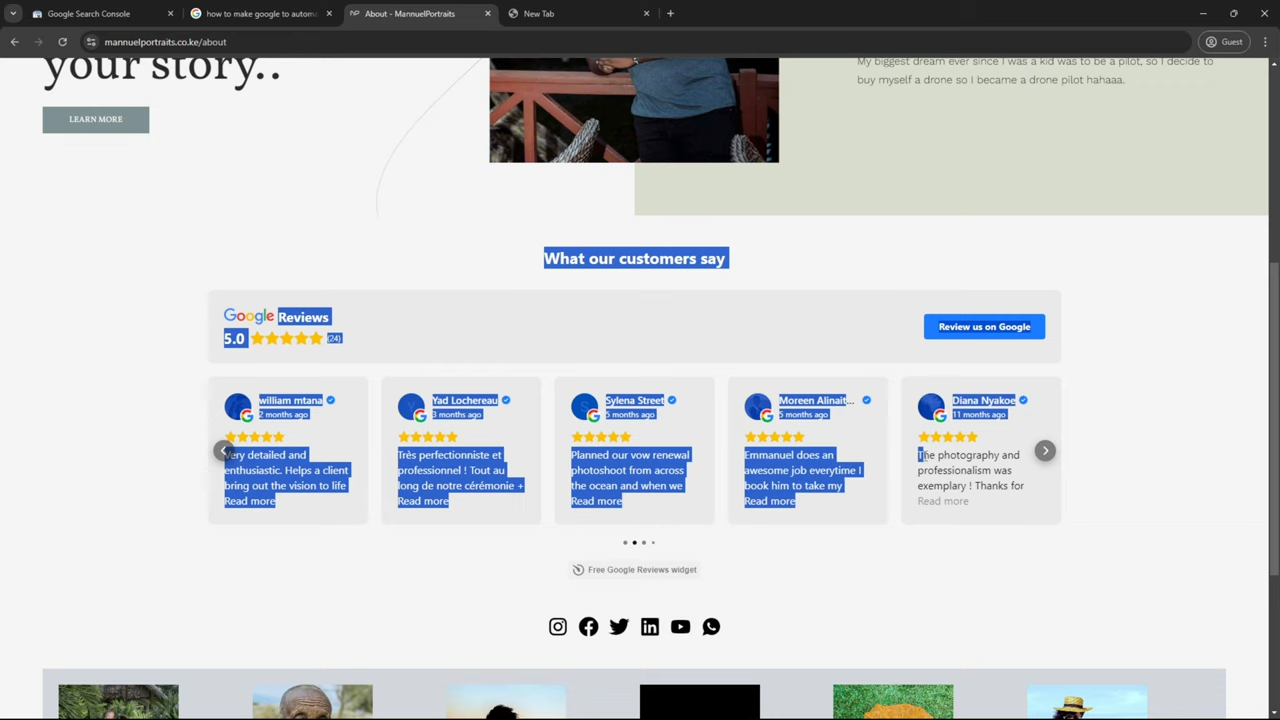 Google Search Console
how to make google to automa
About - MannuelPortraits
New Tab
mannuelportraits.co.ke/about
Guest
your story..
LEARN MORE
My biggest dream ever since I was a kid was to be a pilot, so I decide to
buy myself a drone so I became a drone pilot hahaaa.
What our customers say
Google Reviews
5.0 (24)
Review us on Google
william mtana
2 months ago
Very detailed and
enthusiastic. Helps a client
bring out the vision to life
Read more
Yad Lochereau
3 months ago
Très perfectionniste et
professionnel ! Tout au
long de notre cérémonie +
Read more
Sylena Street
5 months ago
Planned our vow renewal
photoshoot from across
the ocean and when we
Read more
Moreen Alinait...
5 months ago
Emmanuel does an
awesome job everytime I
book him to take my
Read more
Diana Nyakoe
11 months ago
The photography and
professionalism was
exemplary ! Thanks for
Read more
Free Google Reviews widget